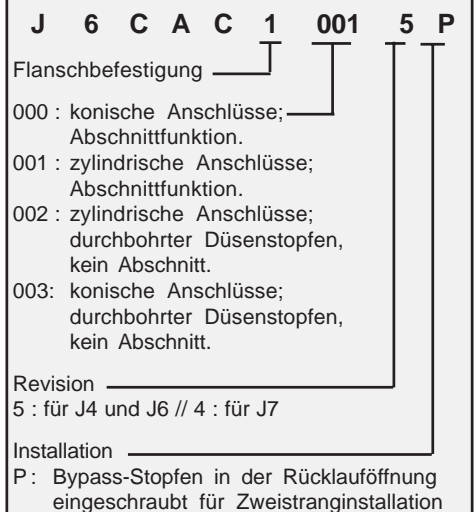 J 6 C A C 1 001 5 P
Flanschbefestigung
000 : konische Anschlüsse;
Abschnittfunktion.
001 : zylindrische Anschlüsse;
Abschnittfunktion.
002 : zylindrische Anschlüsse;
durchbohrter Düsenstopfen,
kein Abschnitt.
003: konische Anschlüsse;
durchbohrter Düsenstopfen,
kein Abschnitt.
Revision
5 : für J4 und J6 // 4 : für J7
Installation
P : Bypass-Stopfen in der Rücklauföffnung
eingeschraubt für Zweistranginstallation